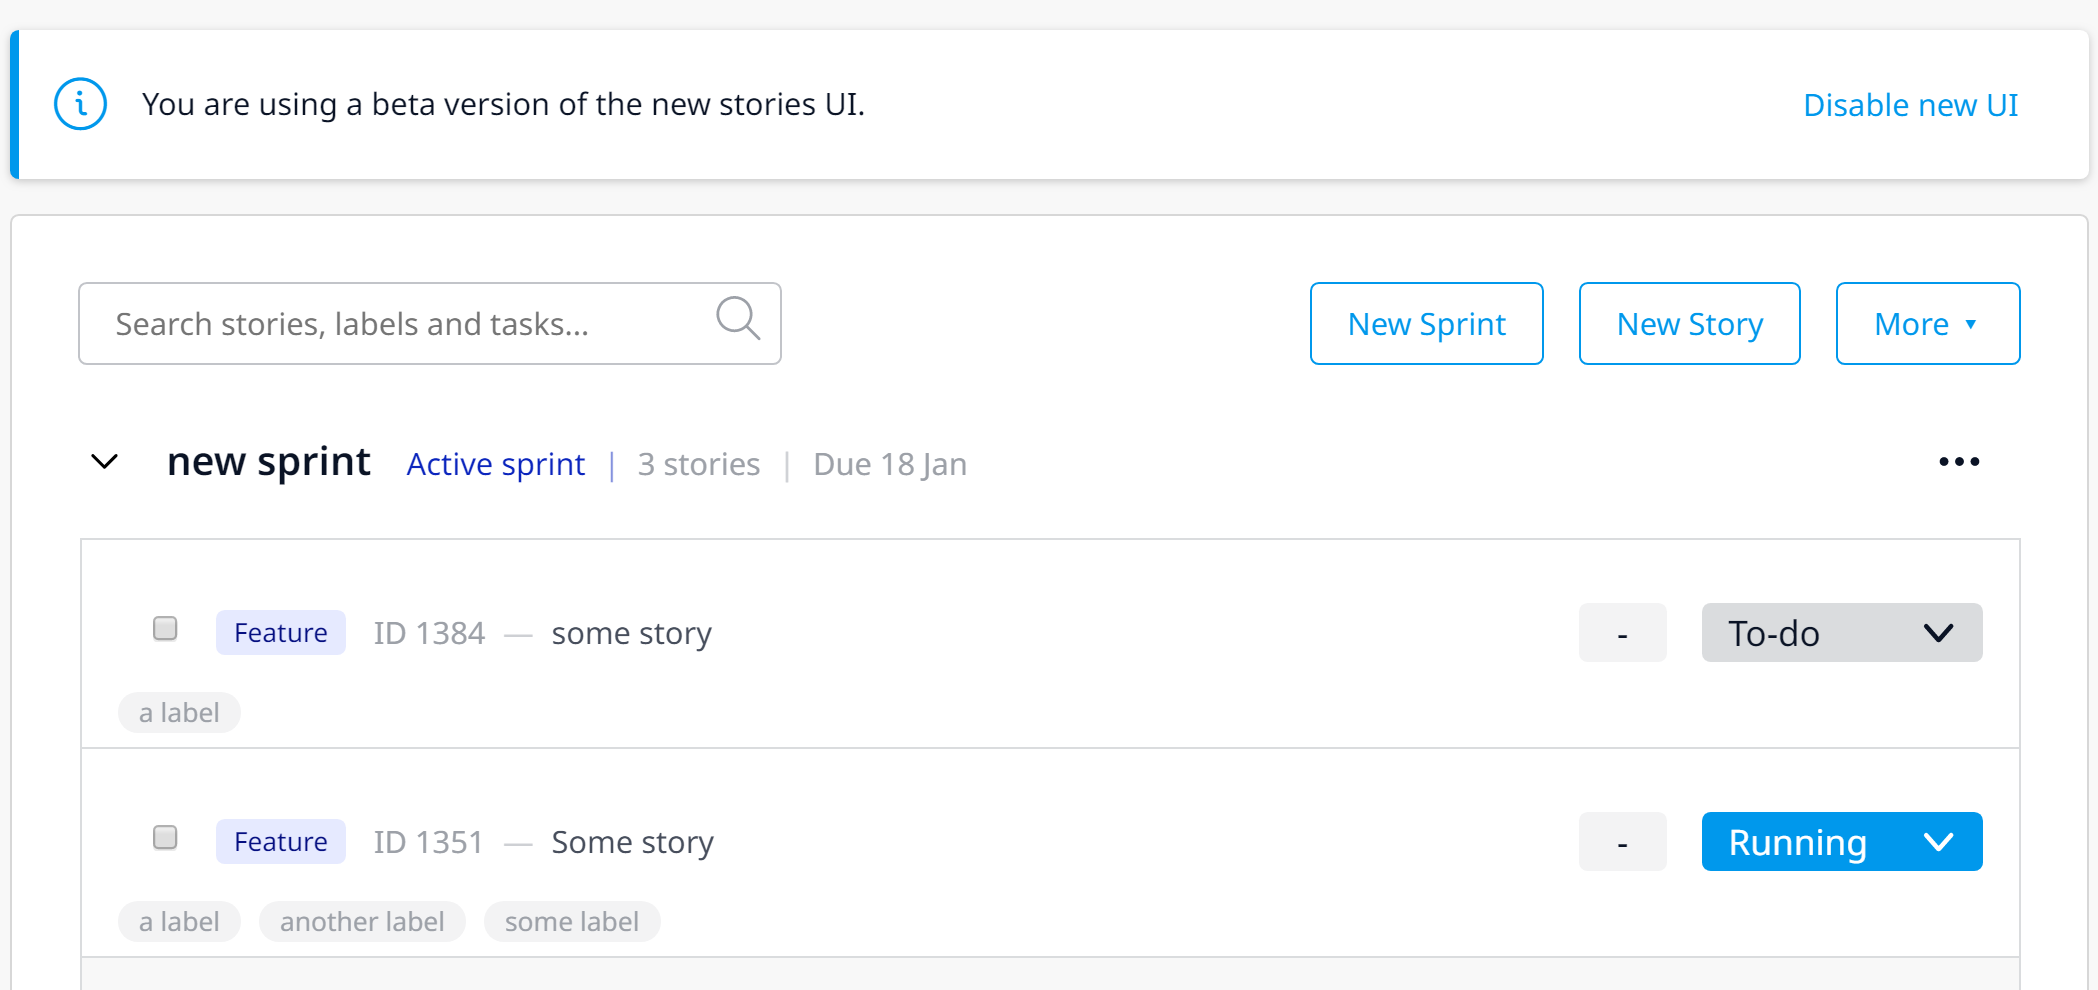 You are using a beta version of the new stories UI. Disable new UI
Search stories, labels and tasks... New Sprint New Story More ▼
new sprint Active sprint | 3 stories | Due 18 Jan •••
Feature ID 1384 — some story - To-do
a label
Feature ID 1351 — Some story - Running
a label another label some label